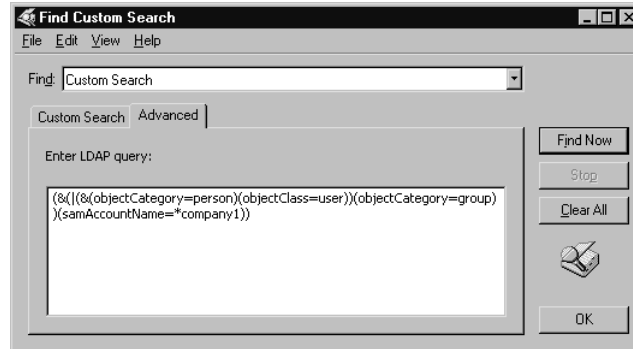 Find Custom Search
File Edit View Help
Find: Custom Search
Custom Search Advanced
Enter LDAP query:
(&(|(&(objectCategory=person)(objectClass=user))(objectCategory=group)
)(samAccountName=*company1))
Find Now
Stop
Clear All
OK